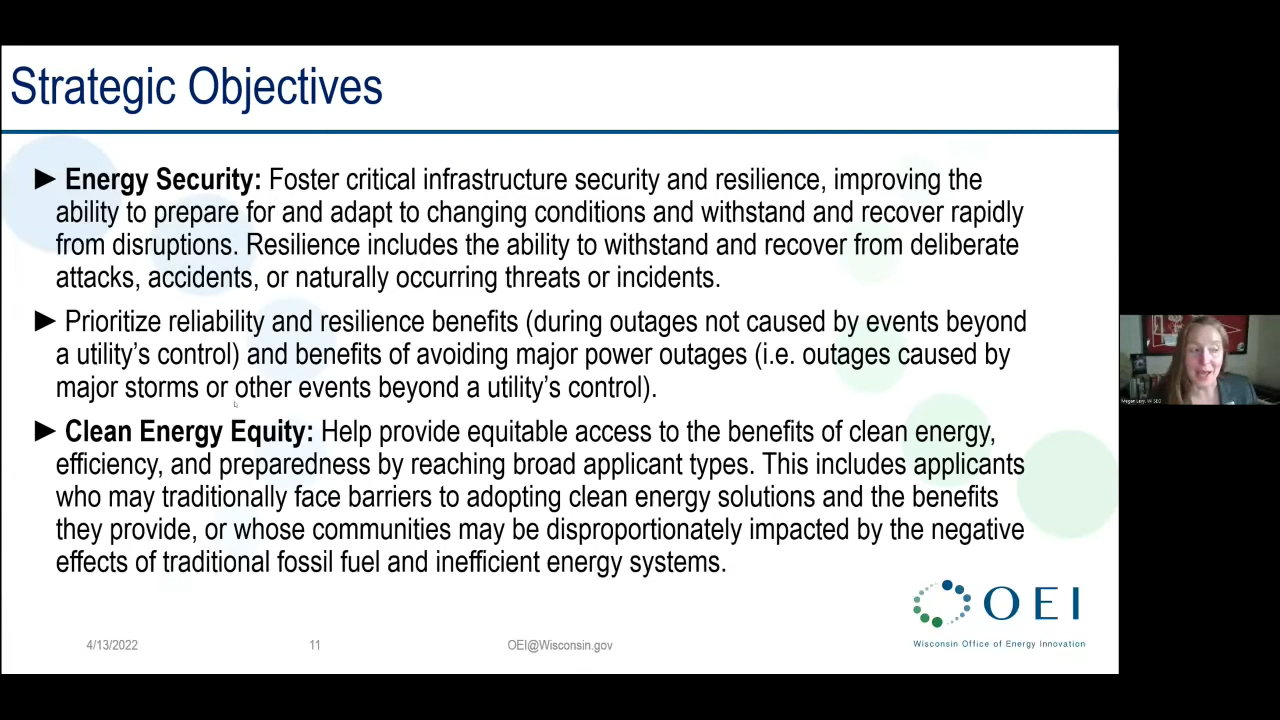 Strategic Objectives
► Energy Security: Foster critical infrastructure security and resilience, improving the
ability to prepare for and adapt to changing conditions and withstand and recover rapidly
from disruptions. Resilience includes the ability to withstand and recover from deliberate
attacks, accidents, or naturally occurring threats or incidents.
► Prioritize reliability and resilience benefits (during outages not caused by events beyond
a utility's control) and benefits of avoiding major power outages (i.e. outages caused by
major storms or other events beyond a utility's control).
► Clean Energy Equity: Help provide equitable access to the benefits of clean energy,
efficiency, and preparedness by reaching broad applicant types. This includes applicants
who may traditionally face barriers to adopting clean energy solutions and the benefits
they provide, or whose communities may be disproportionately impacted by the negative
effects of traditional fossil fuel and inefficient energy systems.
OEI
Wisconsin Office of Energy Innovation
4/13/2022
11
OEI@Wisconsin.gov
Megan